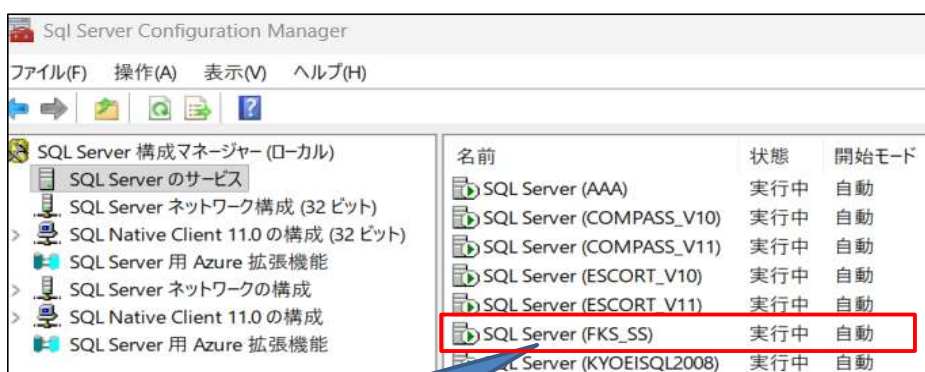 Sql Server Configuration Manager
ファイル(F) 操作(A) 表示(V) ヘルプ(H)
SQL Server 構成マネージャー (ローカル)
SQL Server のサービス
SQL Server ネットワーク構成 (32 ビット)
SQL Native Client 11.0 の構成 (32 ビット)
SQL Server 用 Azure 拡張機能
SQL Server ネットワークの構成
SQL Native Client 11.0 の構成
SQL Server 用 Azure 拡張機能
名前 状態 開始モード
SQL Server (AAA) 実行中 自動
SQL Server (COMPASS_V10) 実行中 自動
SQL Server (COMPASS_V11) 実行中 自動
SQL Server (ESCORT_V10) 実行中 自動
SQL Server (ESCORT_V11) 実行中 自動
SQL Server (FKS_SS) 実行中 自動
SQL Server (KYOEISQL2008) 実行中 自動